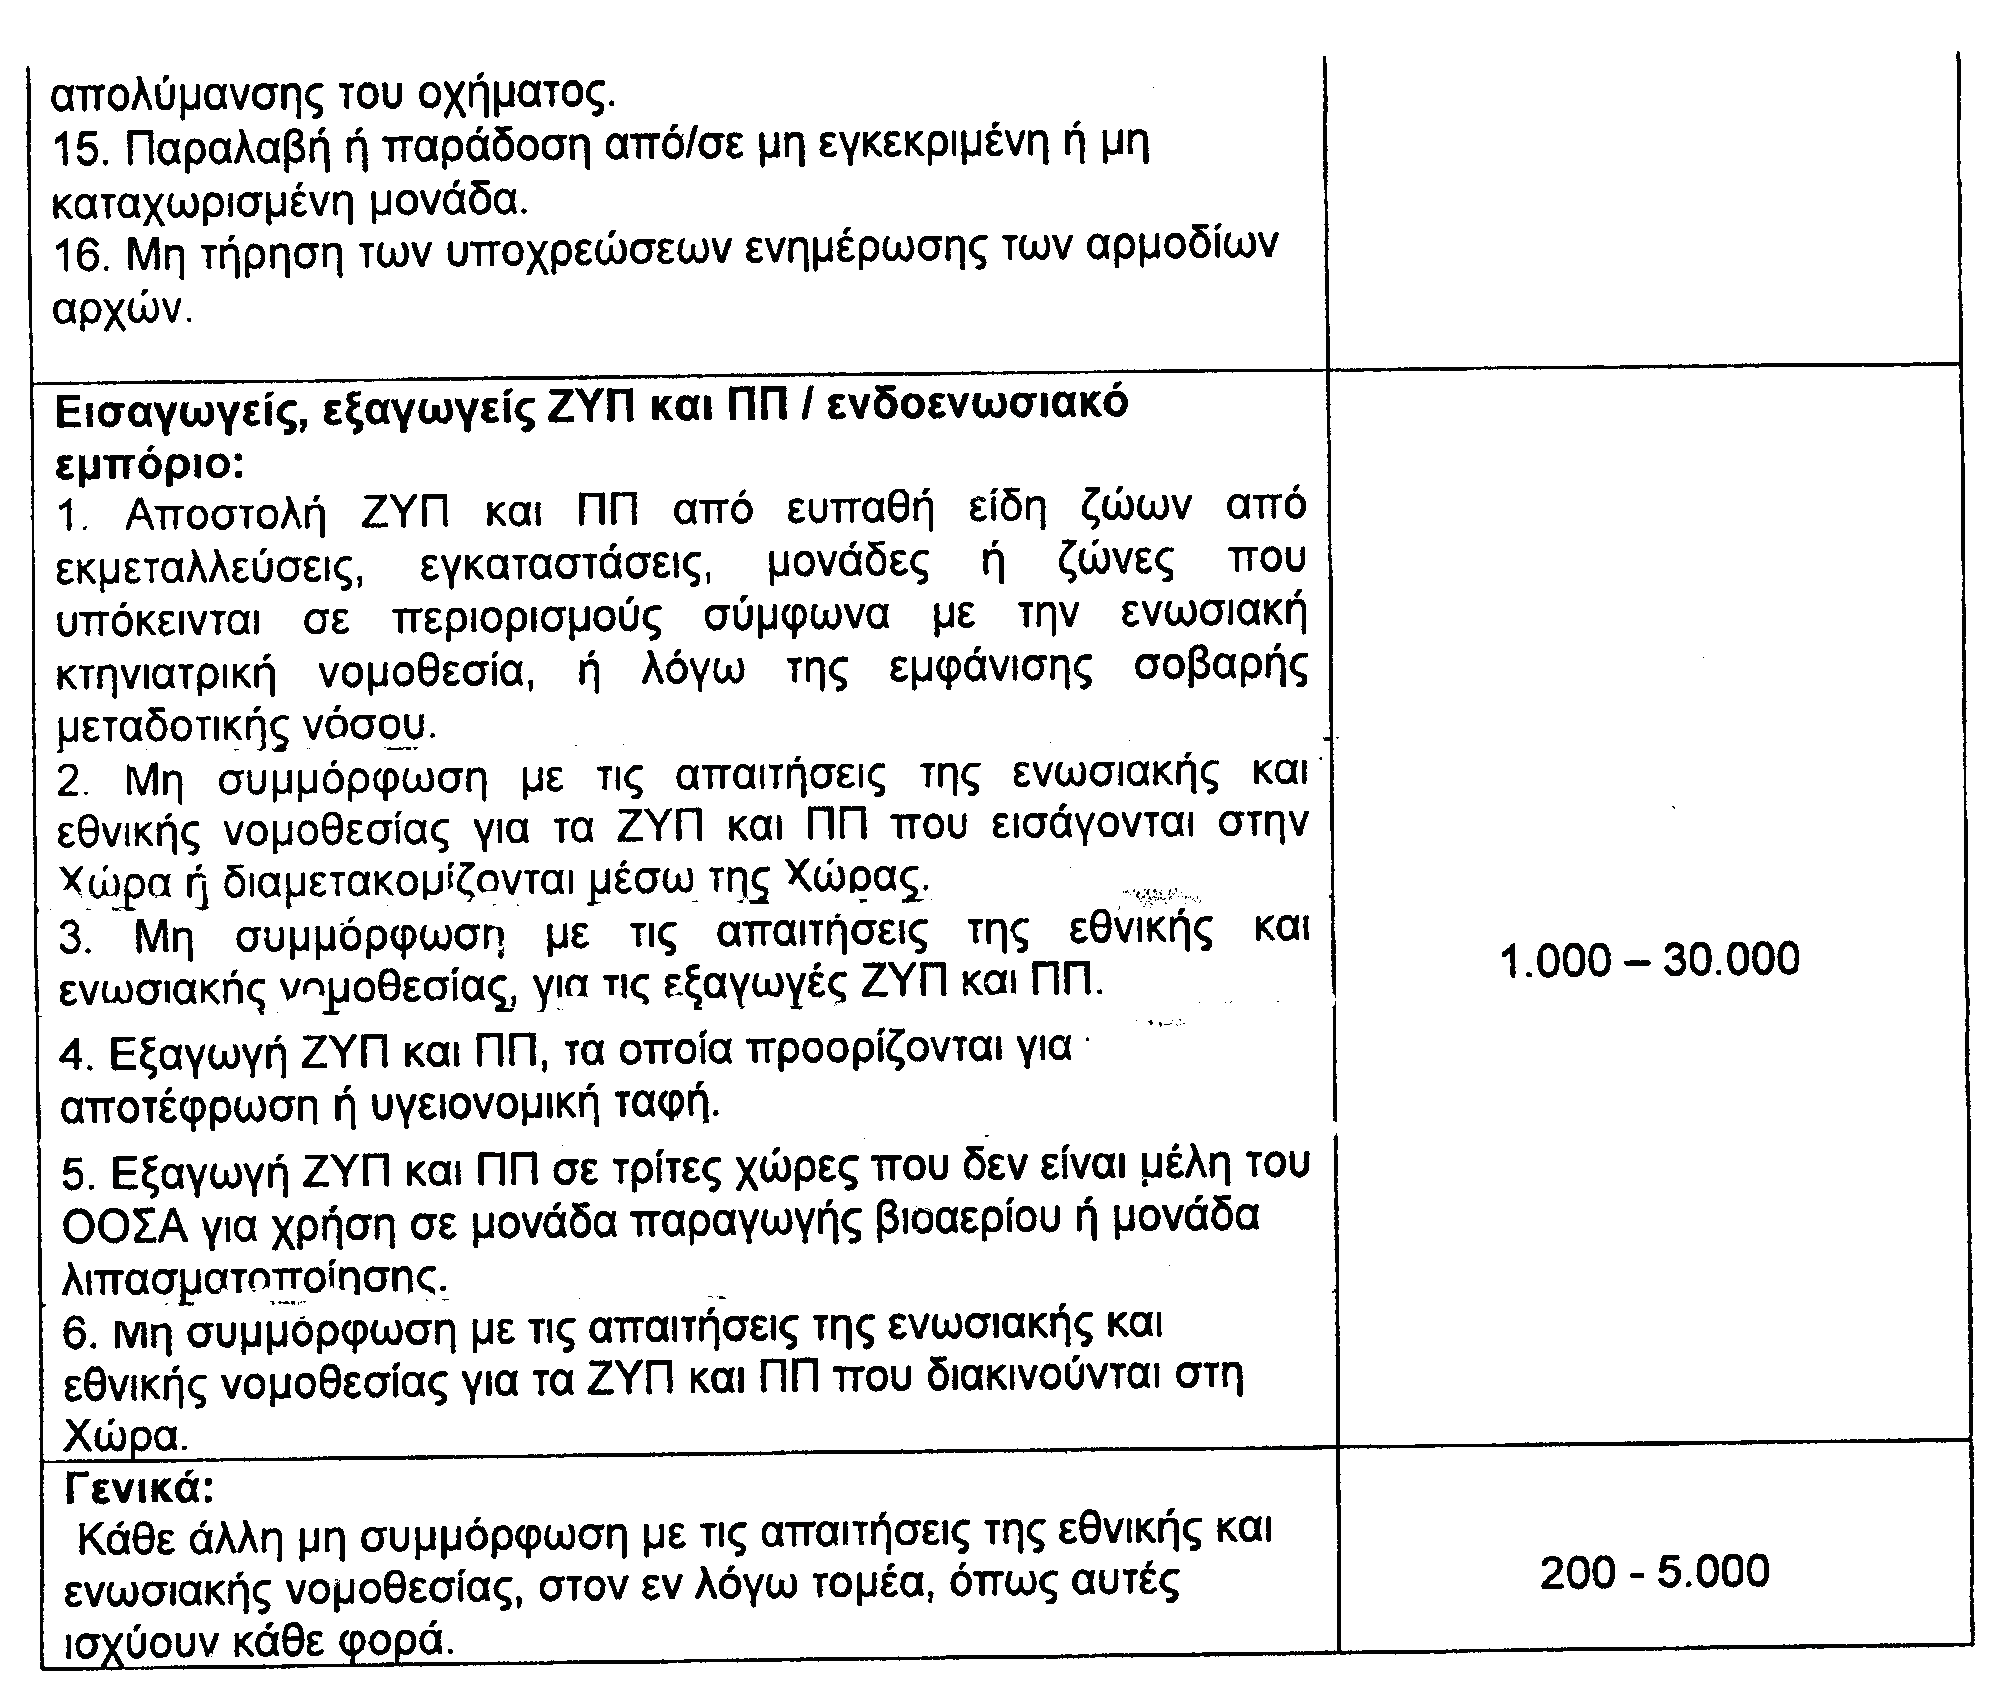 απολύμανσης του οχήματος.
15. Παραλαβή ή παράδοση από/σε μη εγκεκριμένη ή μη
καταχωρισμένη μονάδα.
16. Μη τήρηση των υποχρεώσεων ενημέρωσης των αρμοδίων
αρχών.
Εισαγωγείς, εξαγωγείς ΖΥΠ και ΠΠ / ενδοενωσιακό
εμπόριο:
1. Αποστολή ΖΥΠ και ΠΠ από ευπαθή είδη ζώων από
εκμεταλλεύσεις, εγκαταστάσεις, μονάδες ή ζώνες που
υπόκεινται σε περιορισμούς σύμφωνα με την ενωσιακή
κτηνιατρική νομοθεσία, ή λόγω της εμφάνισης σοβαρής
μεταδοτικής νόσου.
2. Μη συμμόρφωση με τις απαιτήσεις της ενωσιακής και
εθνικής νομοθεσίας για τα ΖΥΠ και ΠΠ που εισάγονται στην
Χώρα ή διαμετακομίζονται μέσω της Χώρας.
3. Μη συμμόρφωση με τις απαιτήσεις της εθνικής και
ενωσιακής νομοθεσίας, για τις εξαγωγές ΖΥΠ και ΠΠ.
4. Εξαγωγή ΖΥΠ και ΠΠ, τα οποία προορίζονται για
αποτέφρωση ή υγειονομική ταφή.
5. Εξαγωγή ΖΥΠ και ΠΠ σε τρίτες χώρες που δεν είναι μέλη του
ΟΟΣΑ για χρήση σε μονάδα παραγωγής βιοαερίου ή μονάδα
λιπασματοποίησης.
6. Μη συμμόρφωση με τις απαιτήσεις της ενωσιακής και
εθνικής νομοθεσίας για τα ΖΥΠ και ΠΠ που διακινούνται στη
Χώρα.
1.000 – 30.000
Γενικά:
Κάθε άλλη μη συμμόρφωση με τις απαιτήσεις της εθνικής και
ενωσιακής νομοθεσίας, στον εν λόγω τομέα, όπως αυτές
ισχύουν κάθε φορά.
200 - 5.000